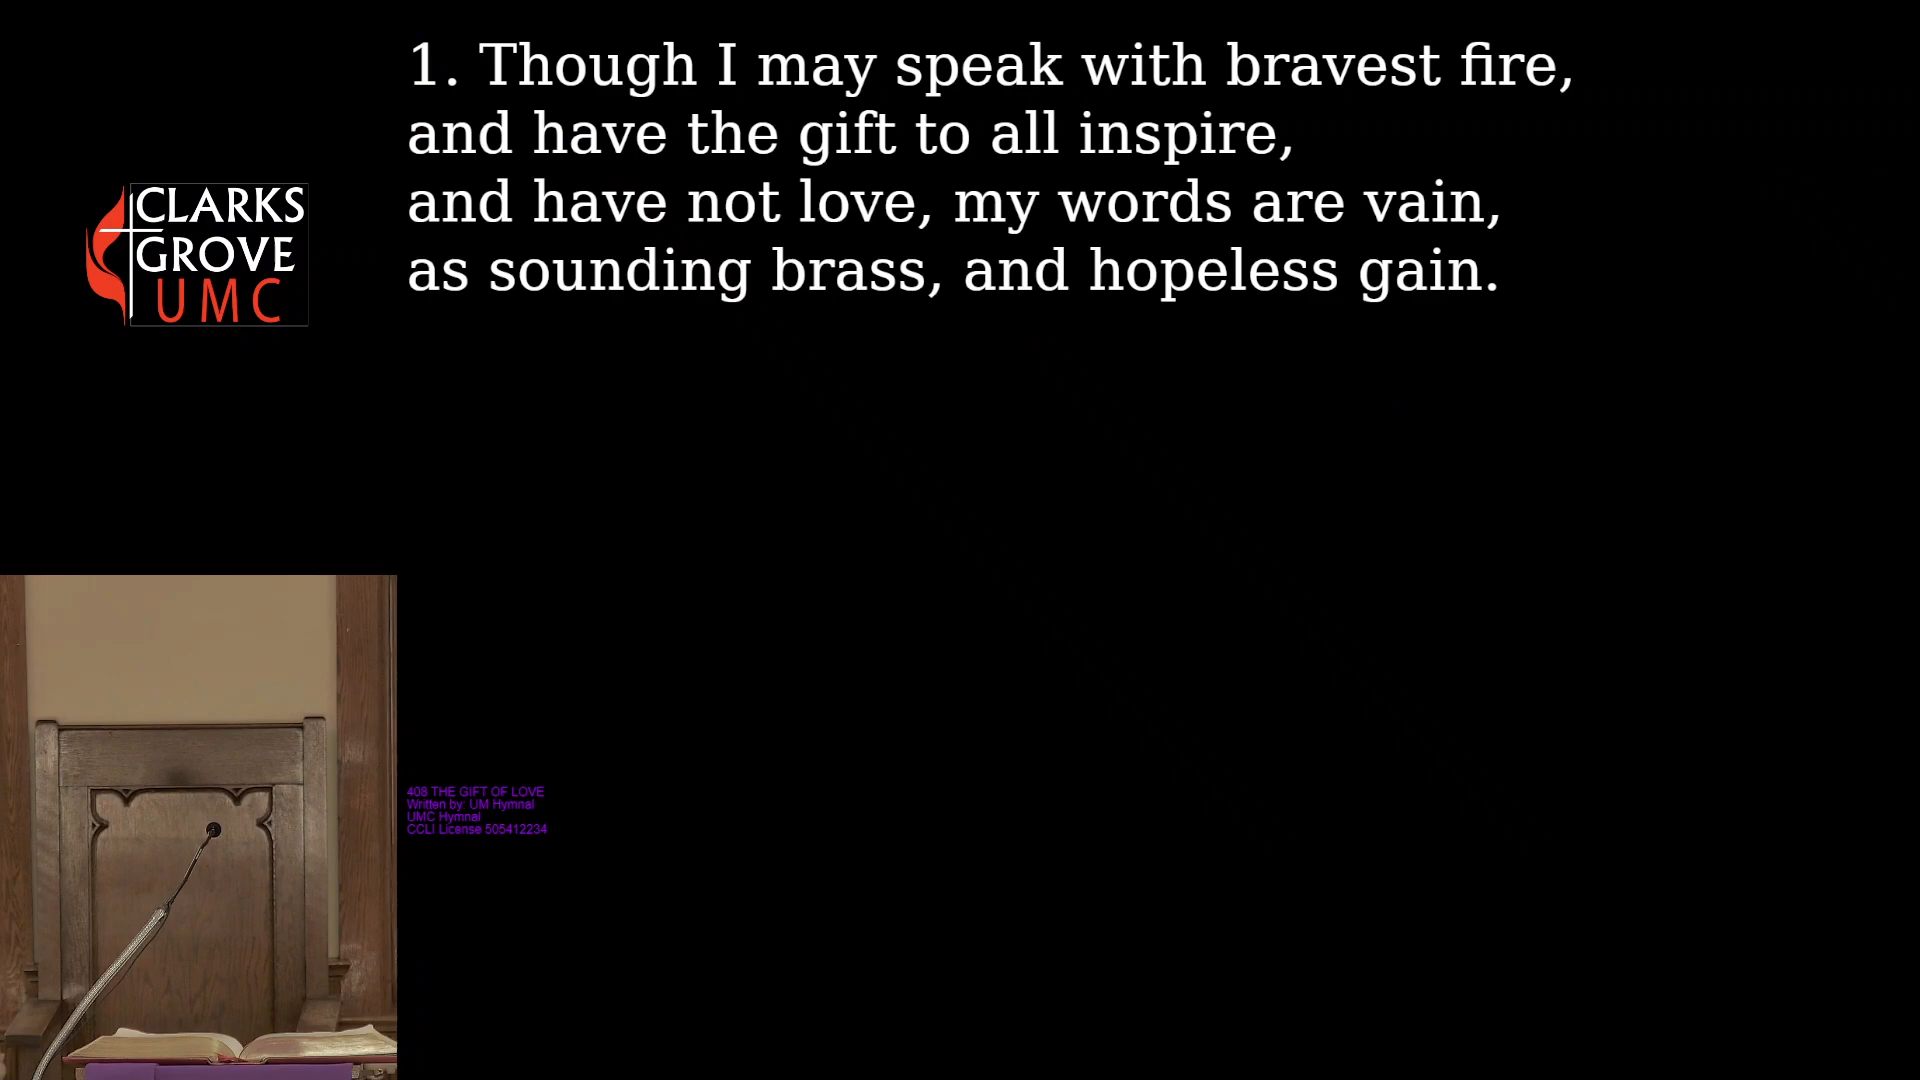 1. Though I may speak with bravest fire,
and have the gift to all inspire,
and have not love, my words are vain,
as sounding brass, and hopeless gain.
CLARKS
GROVE
UMC
408 THE GIFT OF LOVE
Written by: UM Hymnal
UMC Hymnal
CCLI License 505412234